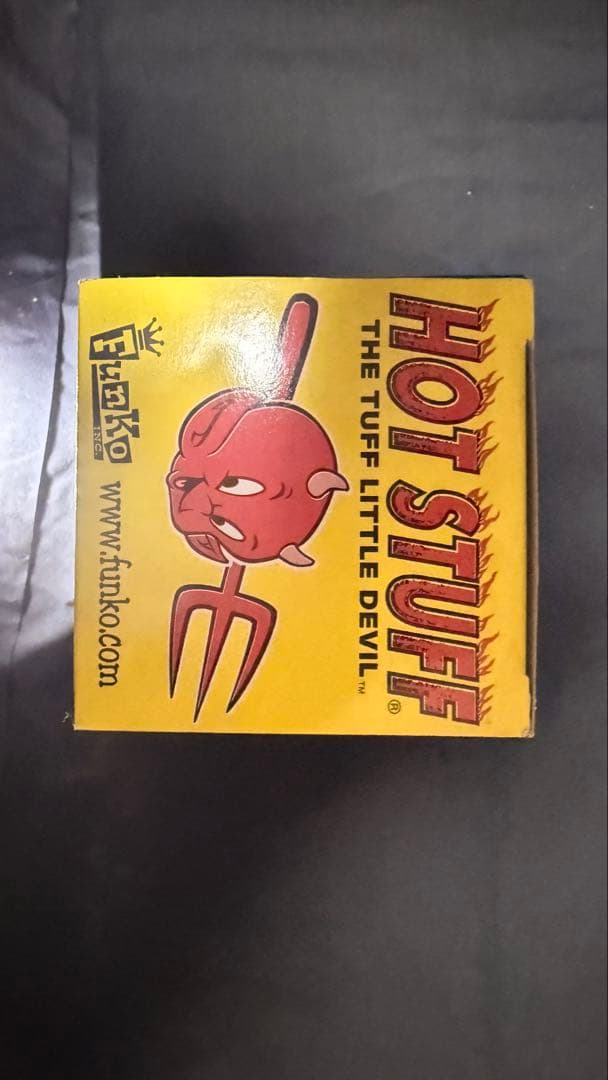 HOT STUFF®
THE TUFF LITTLE DEVIL™
Funko
INC.
www.funko.com